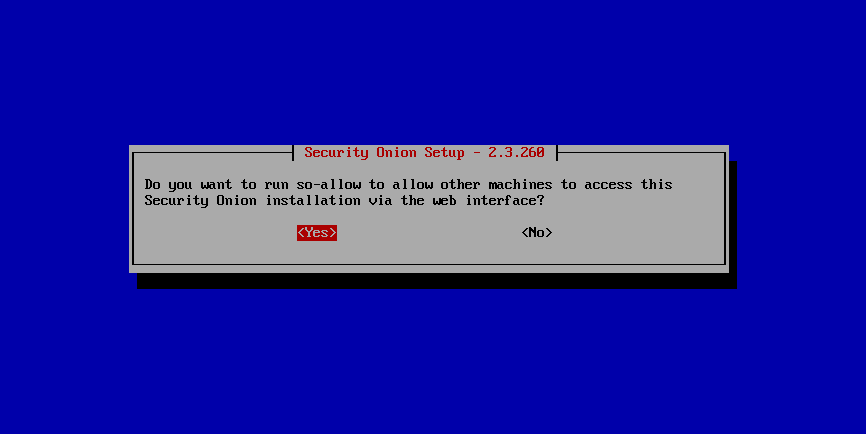 Security Onion Setup - 2.3.260
Do you want to run so-allow to allow other machines to access this
Security Onion installation via the web interface?
<Yes> <No>